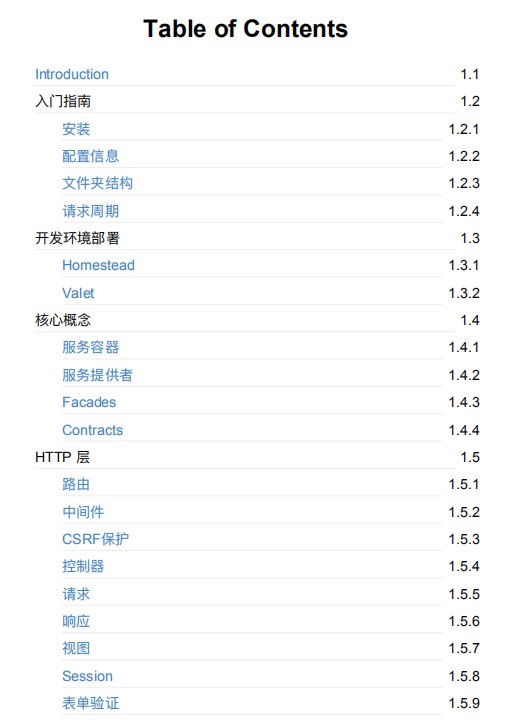 Table of Contents
Introduction 1.1
入门指南 1.2
安装 1.2.1
配置信息 1.2.2
文件夹结构 1.2.3
请求周期 1.2.4
开发环境部署 1.3
Homestead 1.3.1
Valet 1.3.2
核心概念 1.4
服务容器 1.4.1
服务提供者 1.4.2
Facades 1.4.3
Contracts 1.4.4
HTTP 层 1.5
路由 1.5.1
中间件 1.5.2
CSRF保护 1.5.3
控制器 1.5.4
请求 1.5.5
响应 1.5.6
视图 1.5.7
Session 1.5.8
表单验证 1.5.9